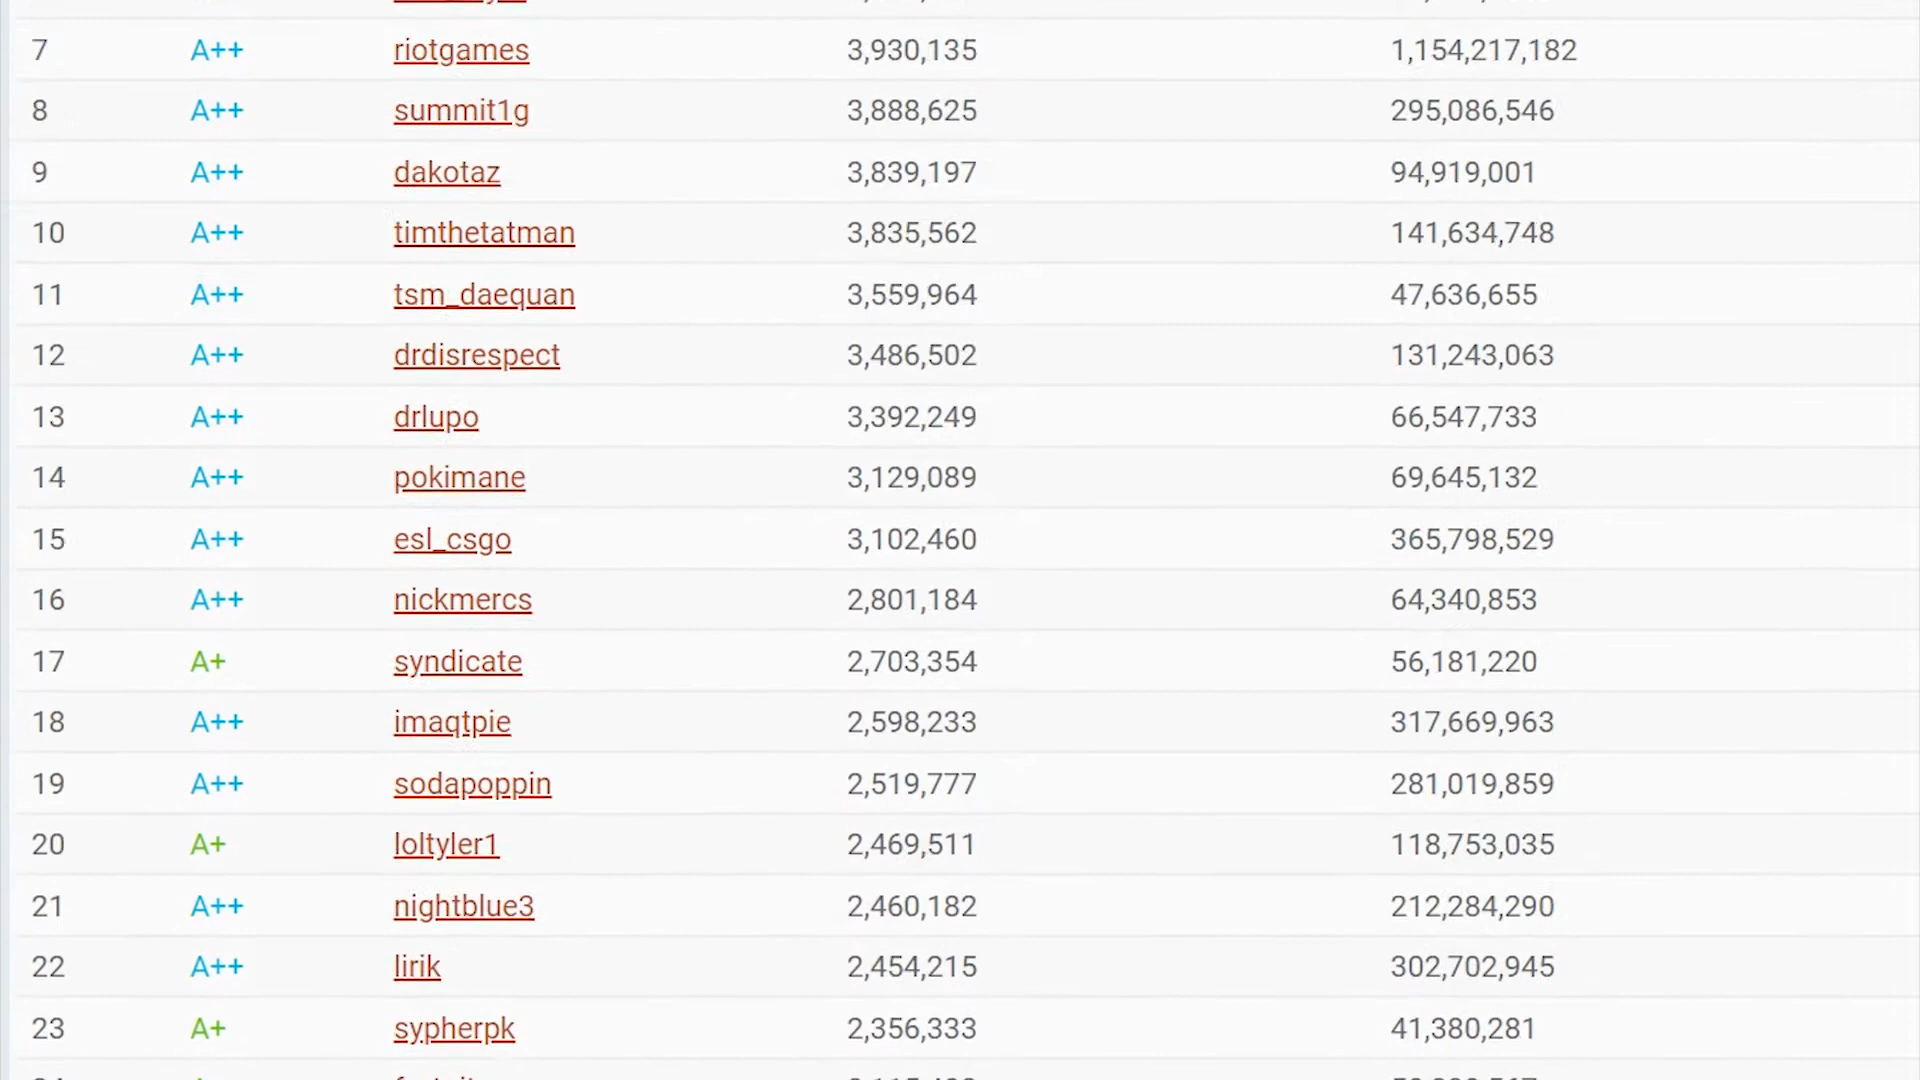 7 A++ riotgames 3,930,135 1,154,217,182
8 A++ summit1g 3,888,625 295,086,546
9 A++ dakotaz 3,839,197 94,919,001
10 A++ timthetatman 3,835,562 141,634,748
11 A++ tsm_daequan 3,559,964 47,636,655
12 A++ drdisrespect 3,486,502 131,243,063
13 A++ drlupo 3,392,249 66,547,733
14 A++ pokimane 3,129,089 69,645,132
15 A++ esl_csgo 3,102,460 365,798,529
16 A++ nickmercs 2,801,184 64,340,853
17 A+ syndicate 2,703,354 56,181,220
18 A++ imaqtpie 2,598,233 317,669,963
19 A++ sodapoppin 2,519,777 281,019,859
20 A+ loltyler1 2,469,511 118,753,035
21 A++ nightblue3 2,460,182 212,284,290
22 A++ lirik 2,454,215 302,702,945
23 A+ sypherpk 2,356,333 41,380,281